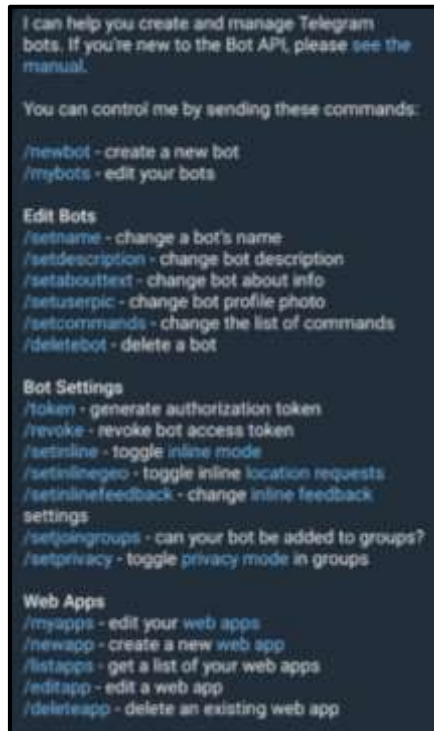 I can help you create and manage Telegram
bots. If you're new to the Bot API, please see the
manual.
You can control me by sending these commands:
/newbot - create a new bot
/mybots - edit your bots
Edit Bots
/setname - change a bot's name
/setdescription - change bot description
/setabouttext - change bot about info
/setuserpic - change bot profile photo
/setcommands - change the list of commands
/deletebot - delete a bot
Bot Settings
/token - generate authorization token
/revoke - revoke bot access token
/setinline - toggle inline mode
/setinlinegeo - toggle inline location requests
/setinlinefeedback - change inline feedback
settings
/setjoingroups - can your bot be added to groups?
/setprivacy - toggle privacy mode in groups
Web Apps
/myapps - edit your web apps
/newapp - create a new web app
/listapps - get a list of your web apps
/editapp - edit a web app
/deleteapp - delete an existing web app